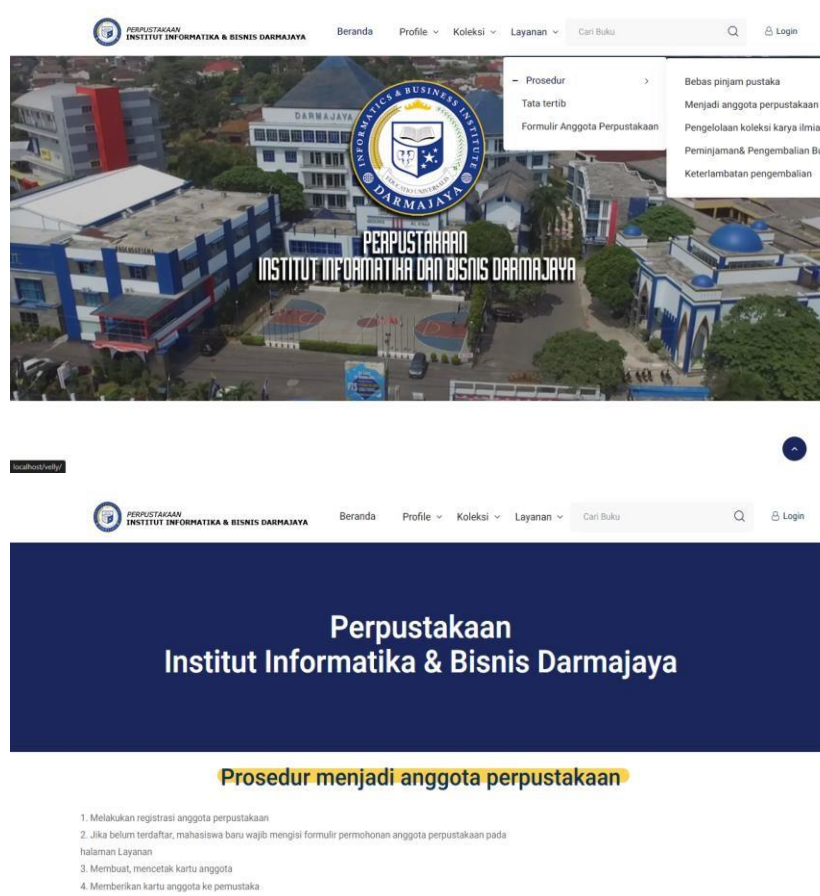 PERPUSTAKAAN
INSTITUT INFORMATIKA & BISNIS DARMAJAYA
Beranda Profile Koleksi Layanan Cari Buku Login
– Prosedur >
Tata tertib
Formulir Anggota Perpustakaan
Bebas pinjam pustaka
Menjadi anggota perpustakaan
Pengelolaan koleksi karya ilmia
Peminjaman& Pengembalian Bu
Keterlambatan pengembalian
DARMAJAYA
INFORMATICS & BUSINESS INSTITUTE
DARMAJAYA
PERPUSTAKAAN
INSTITUT INFORMATIKA DAN BISNIS DARMAJAYA
localhost/velly/
PERPUSTAKAAN
INSTITUT INFORMATIKA & BISNIS DARMAJAYA
Beranda Profile Koleksi Layanan Cari Buku Login
Perpustakaan
Institut Informatika & Bisnis Darmajaya
Prosedur menjadi anggota perpustakaan
1. Melakukan registrasi anggota perpustakaan
2. Jika belum terdaftar, mahasiswa baru wajib mengisi formulir permohonan anggota perpustakaan pada
halaman Layanan
3. Membuat, mencetak kartu anggota
4. Memberikan kartu anggota ke pemustaka